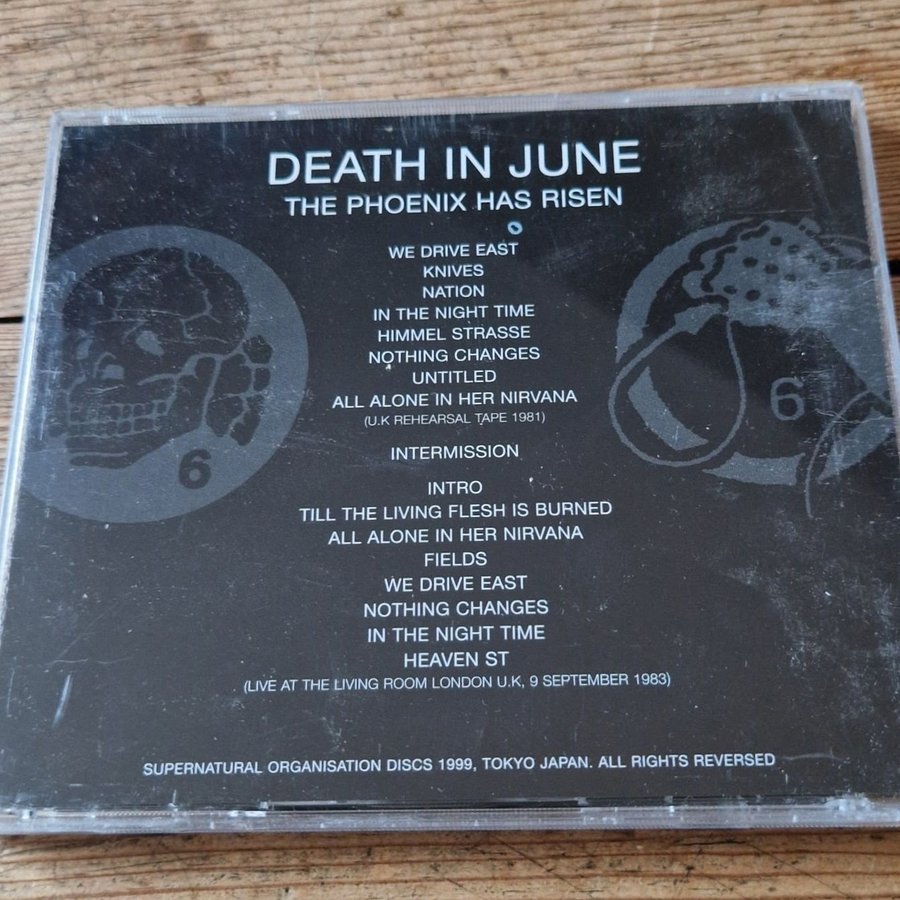 DEATH IN JUNE
THE PHOENIX HAS RISEN
WE DRIVE EAST
KNIVES
NATION
IN THE NIGHT TIME
HIMMEL STRASSE
NOTHING CHANGES
UNTITLED
ALL ALONE IN HER NIRVANA
(U.K REHEARSAL TAPE 1981)
INTERMISSION
INTRO
TILL THE LIVING FLESH IS BURNED
ALL ALONE IN HER NIRVANA
FIELDS
WE DRIVE EAST
NOTHING CHANGES
IN THE NIGHT TIME
HEAVEN ST
(LIVE AT THE LIVING ROOM LONDON U.K, 9 SEPTEMBER 1983)
6
6
SUPERNATURAL ORGANISATION DISCS 1999, TOKYO JAPAN. ALL RIGHTS REVERSED